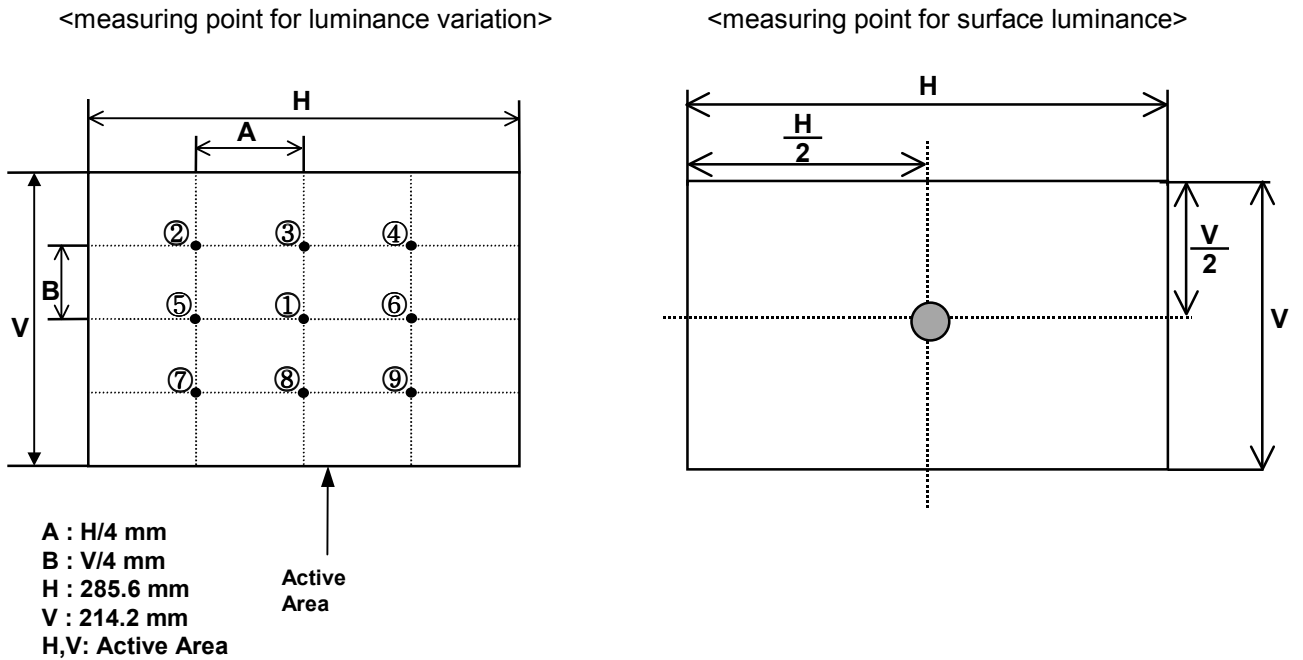 <measuring point for luminance variation>
H
A
② ③ ④
B
⑤ ① ⑥
V
⑦ ⑧ ⑨
A : H/4 mm
B : V/4 mm
H : 285.6 mm
V : 214.2 mm
H,V: Active Area
Active
Area
<measuring point for surface luminance>
H
H
2
V
2
V